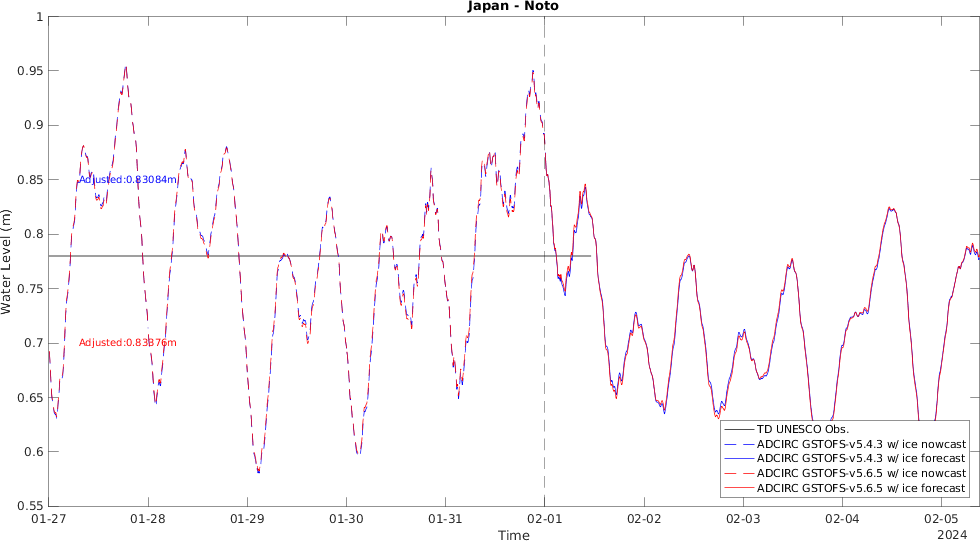 Japan - Noto
1
0.95
0.9
0.85
0.8
0.75
0.7
0.65
0.6
0.55
Water Level (m)
Adjusted:0.83084m
Adjusted:0.83376m
TD UNESCO Obs.
ADCIRC GSTOFS-v5.4.3 w/ ice nowcast
ADCIRC GSTOFS-v5.4.3 w/ ice forecast
ADCIRC GSTOFS-v5.6.5 w/ ice nowcast
ADCIRC GSTOFS-v5.6.5 w/ ice forecast
01-27 01-28 01-29 01-30 01-31 02-01 02-02 02-03 02-04 02-05
Time
2024